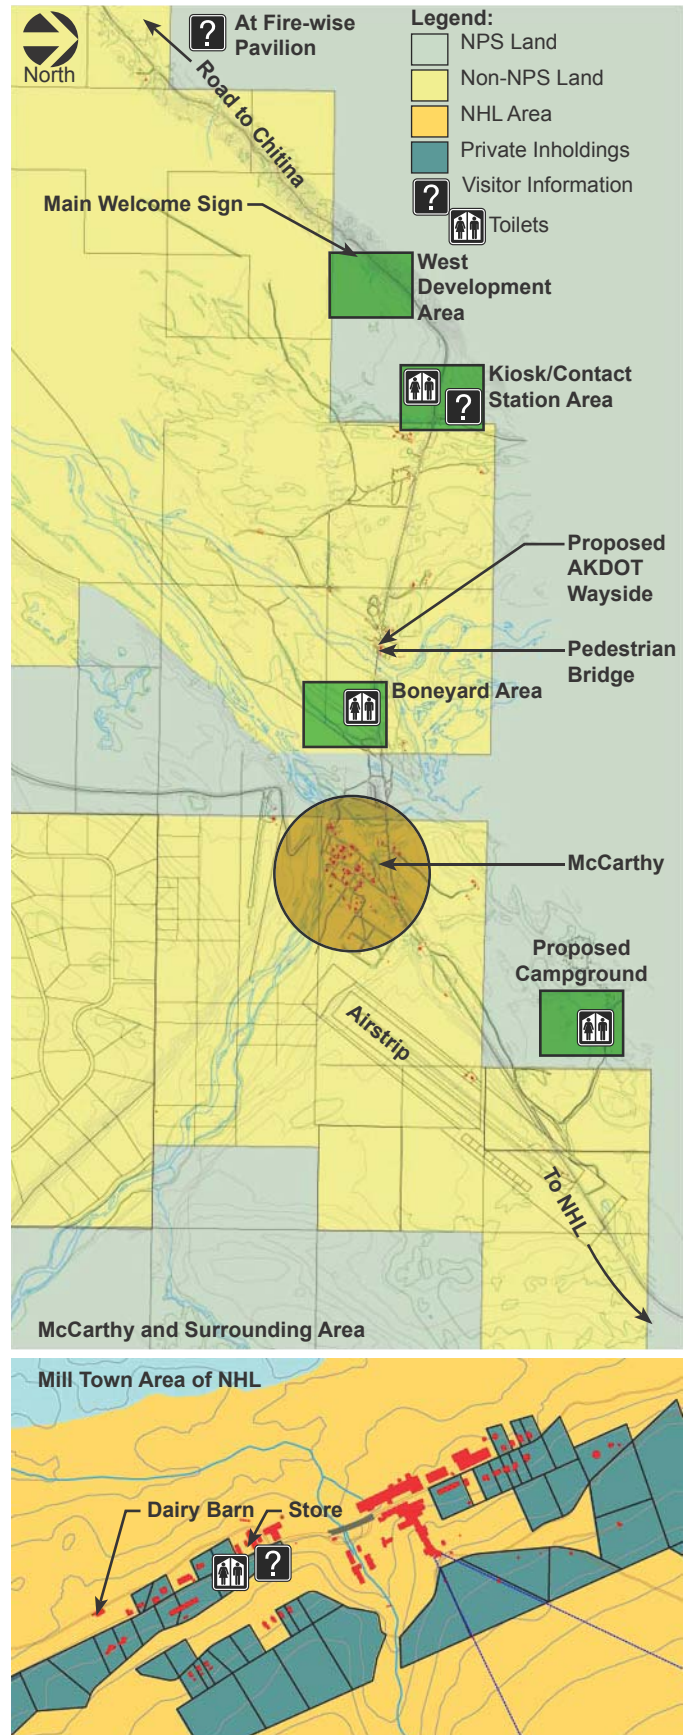 North
?
At Fire-wise
Pavilion
Road to Chitina
Legend:
NPS Land
Non-NPS Land
NHL Area
Private Inholdings
?
Visitor Information
Toilets
Main Welcome Sign
West
Development
Area
Kiosk/Contact
Station Area
?
Proposed
AKDOT
Wayside
Pedestrian
Bridge
Boneyard Area
McCarthy
Proposed
Campground
Airstrip
To NHL
McCarthy and Surrounding Area
Mill Town Area of NHL
Dairy Barn
Store
?